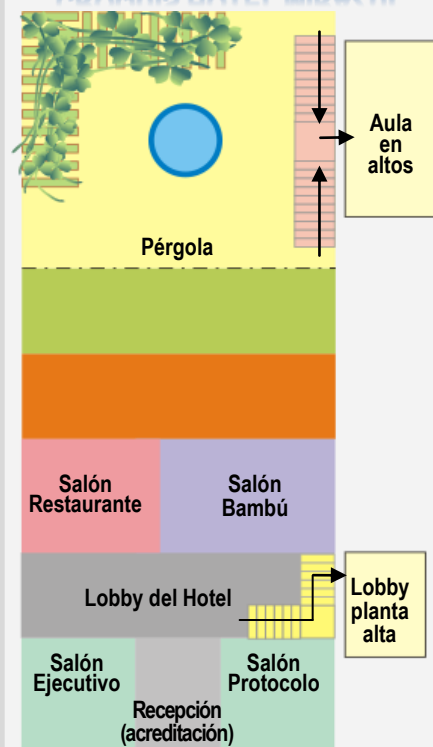 Aula
en
altos
Pérgola
Salón
Restaurante
Salón
Bambú
Lobby del Hotel
Lobby
planta
alta
Salón
Ejecutivo
Salón
Protocolo
Recepción
(acreditación)